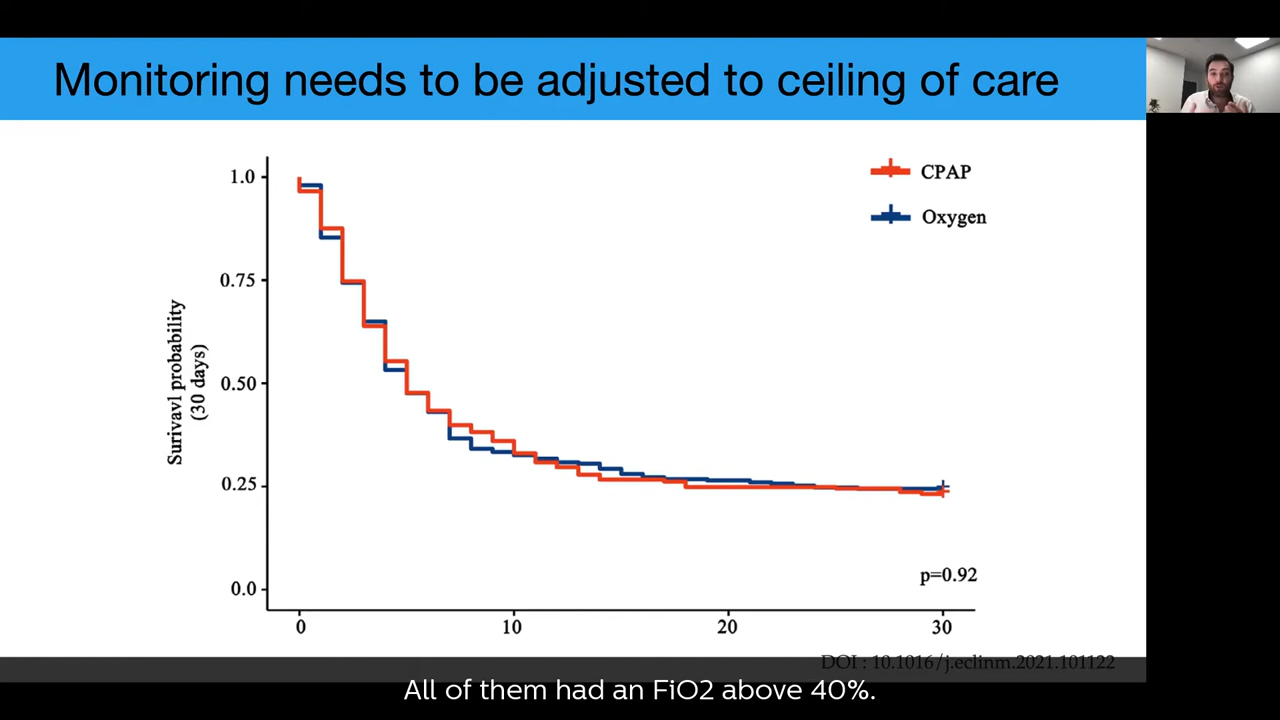 Monitoring needs to be adjusted to ceiling of care
CPAP
Oxygen
1.0
0.75
0.50
0.25
0.0
Surivavl probability
(30 days)
p=0.92
0
10
20
30
DOI : 10.1016/j.eclinm.2021.101122
All of them had an FiO2 above 40%.